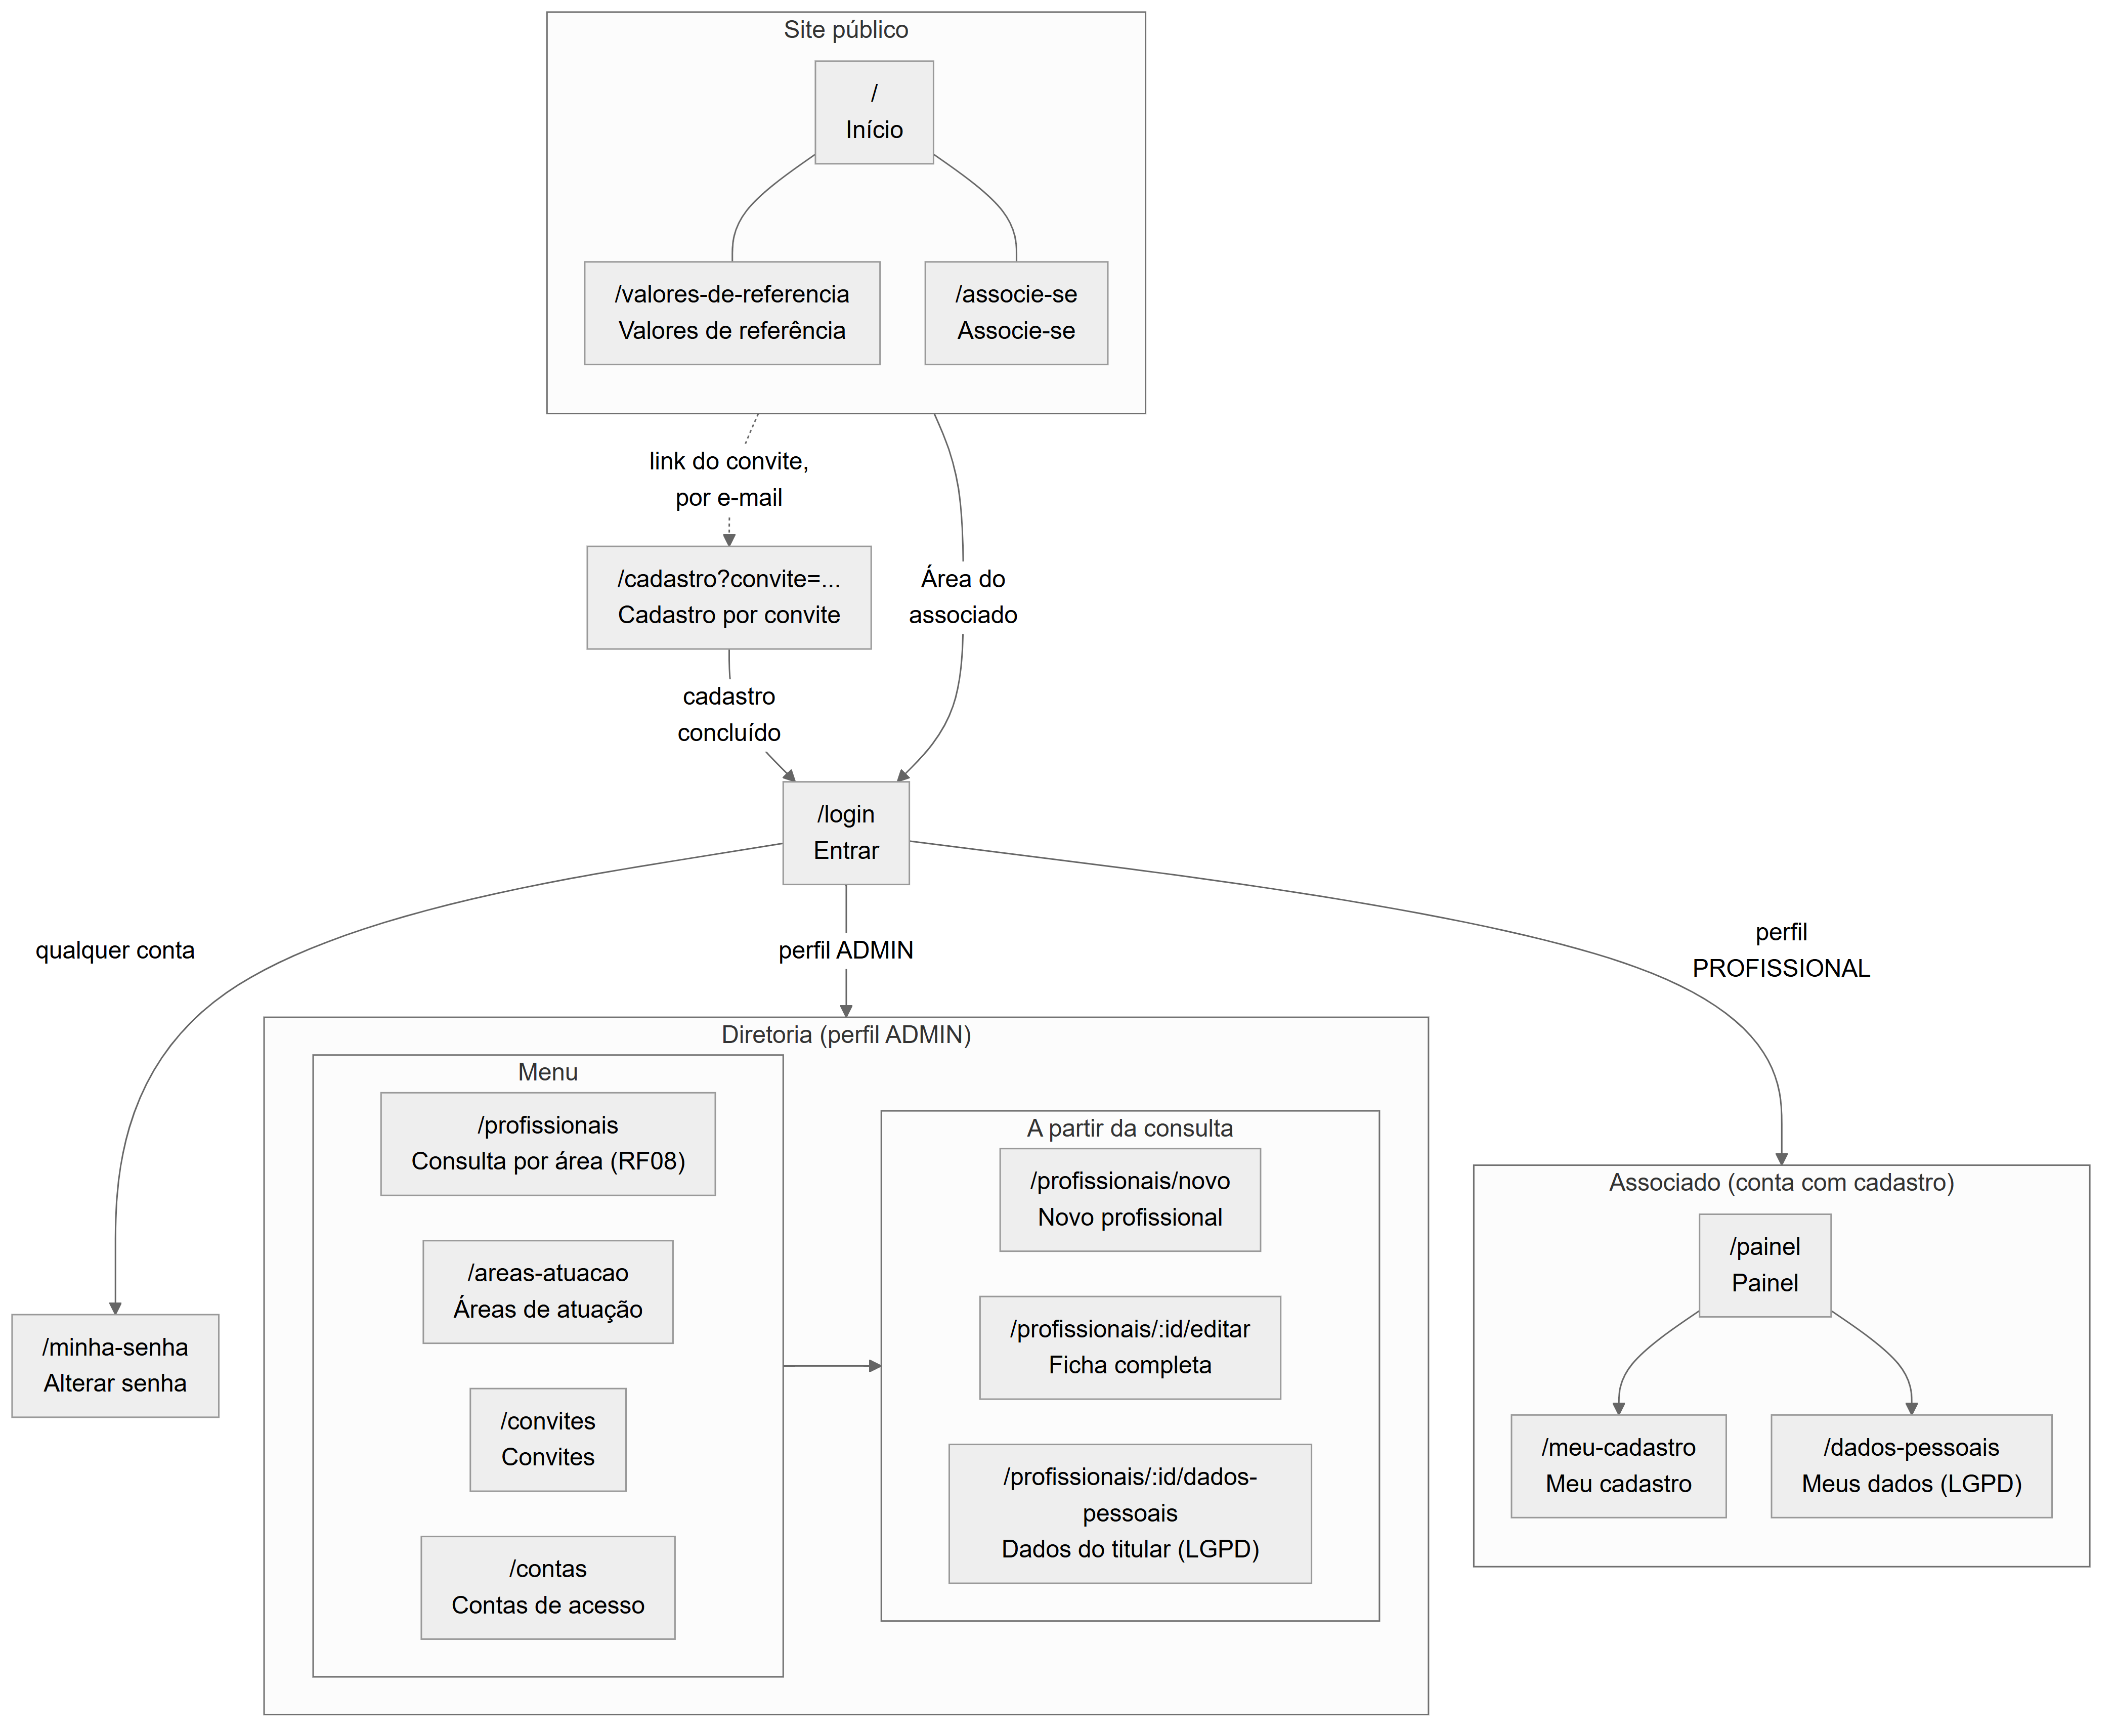 Site público
/
Início
/valores-de-referencia
Valores de referência
/associe-se
Associe-se
link do convite,
por e-mail
/cadastro?convite=...
Cadastro por convite
Área do
associado
cadastro
concluído
/login
Entrar
qualquer conta
perfil ADMIN
perfil
PROFISSIONAL
/minha-senha
Alterar senha
Diretoria (perfil ADMIN)
Menu
/profissionais
Consulta por área (RF08)
/areas-atuacao
Áreas de atuação
/convites
Convites
/contas
Contas de acesso
A partir da consulta
/profissionais/novo
Novo profissional
/profissionais/:id/editar
Ficha completa
/profissionais/:id/dados-
pessoais
Dados do titular (LGPD)
Associado (conta com cadastro)
/painel
Painel
/meu-cadastro
Meu cadastro
/dados-pessoais
Meus dados (LGPD)